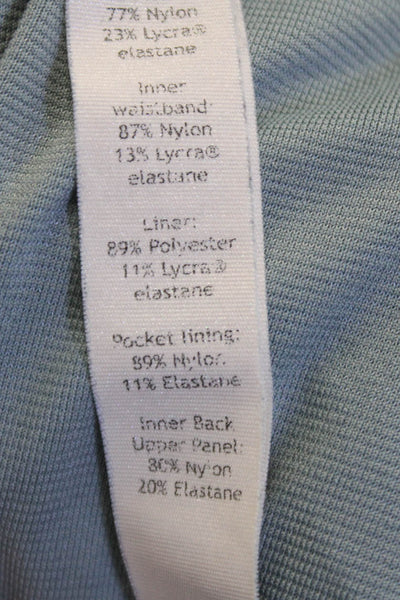 77% Nylon
23% Lycra®
elastane
Inner
waistband:
87% Nylon
13% Lycra®
elastane
Liner:
89% Polyester
11% Lycra®
elastane
Pocket lining:
89% Nylon
11% Elastane
Inner Back
Upper Panel:
80% Nylon
20% Elastane